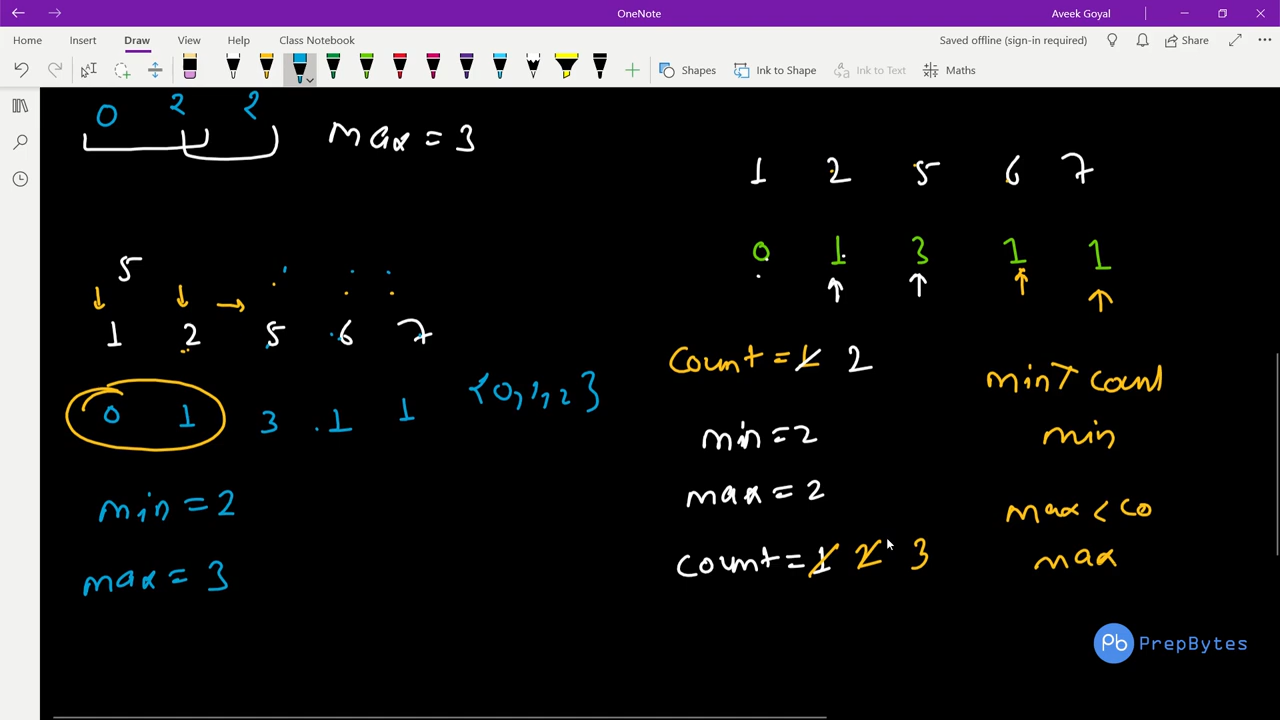 OneNote
Aveek Goyal
Home Insert Draw View Help Class Notebook
Saved offline (sign-in required)
Share
Shapes
Ink to Shape
Ink to Text
Maths
0 2 2
max = 3
5
1 2 5 6 7
0 1 3 1 1 {0, 1, 2}
min = 2
max = 3
1 2 5 6 7
0 1 3 1 1
count = 1 2
min = 2
max = 2
count = 1 2 3
min > count
min
max < co
max
Pb PrepBytes